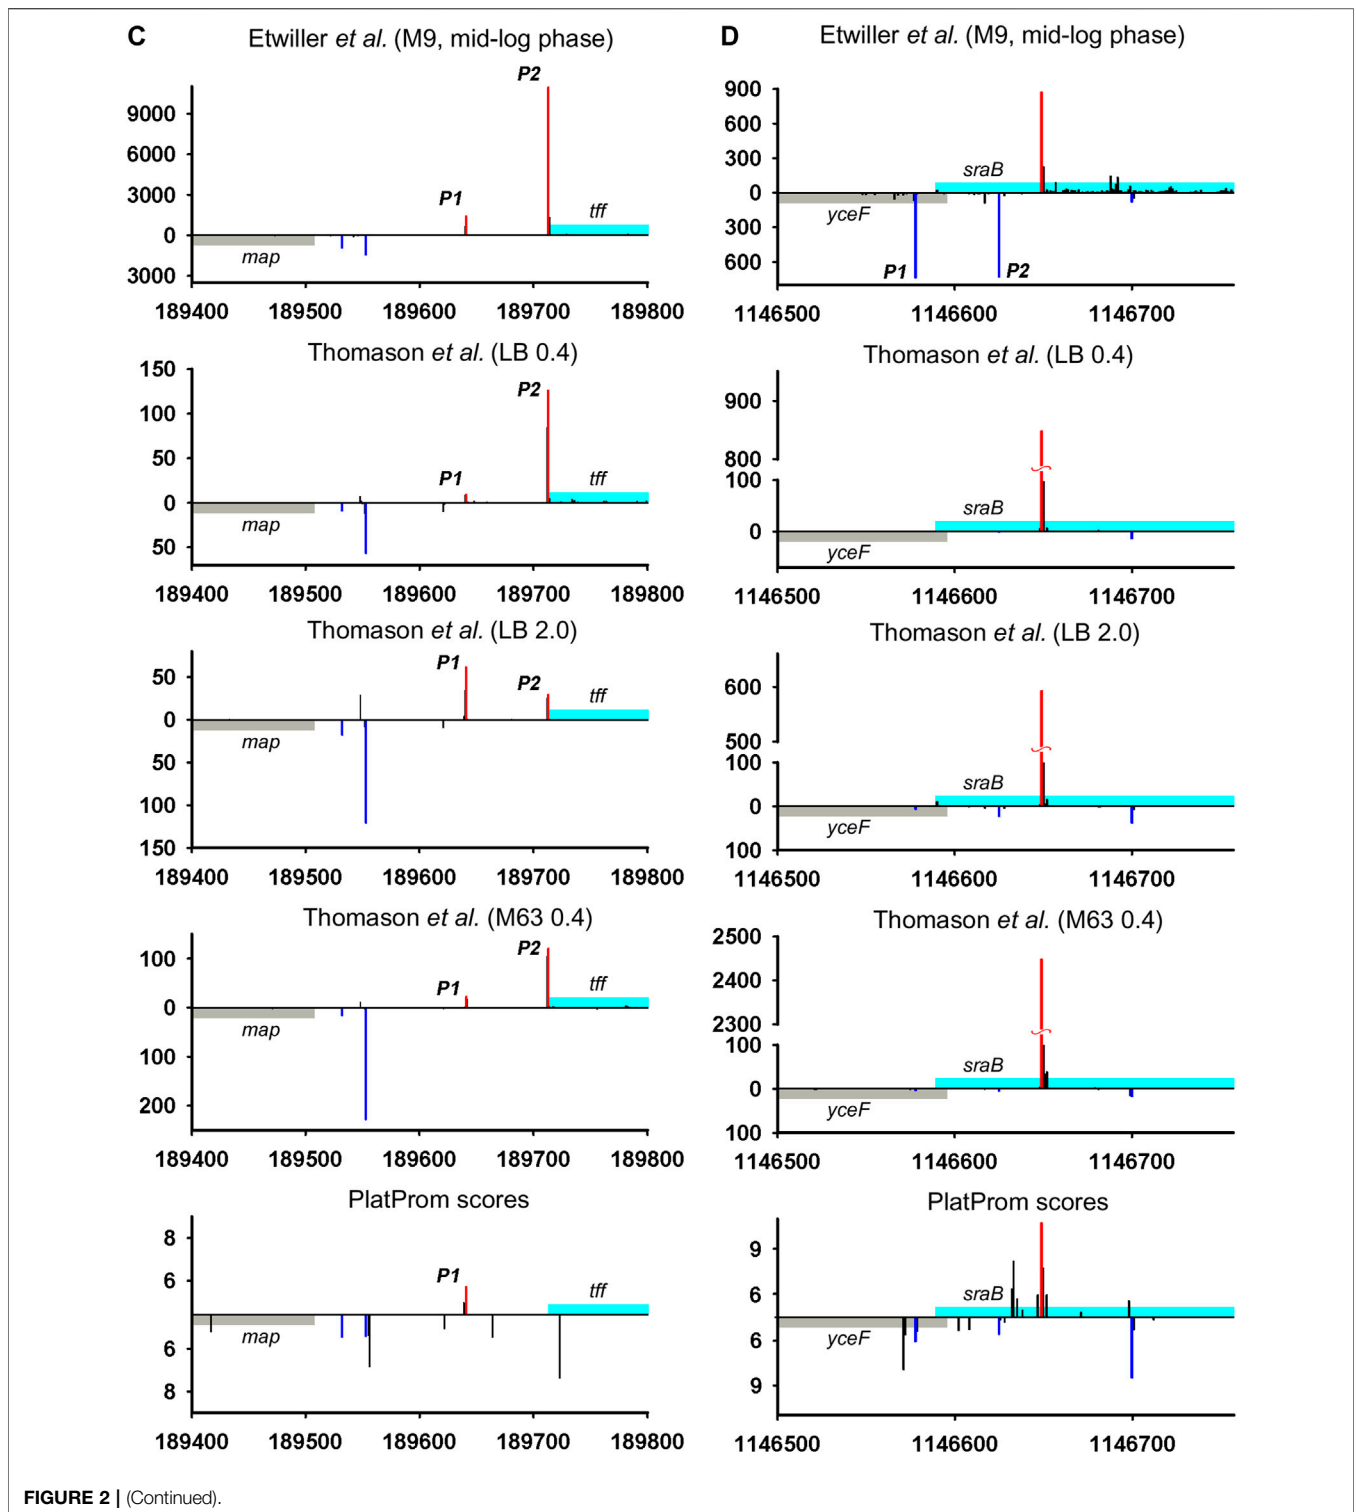 C
Etwiller et al. (M9, mid-log phase)
P2
9000
6000
3000
0
3000
P1
tff
map
189400 189500 189600 189700 189800
Thomason et al. (LB 0.4)
150
100
50
0
50
P2
P1
tff
map
189400 189500 189600 189700 189800
Thomason et al. (LB 2.0)
50
0
50
100
150
P1
P2
tff
map
189400 189500 189600 189700 189800
Thomason et al. (M63 0.4)
100
0
100
200
P2
P1
tff
map
189400 189500 189600 189700 189800
PlatProm scores
8
6
6
8
P1
tff
map
189400 189500 189600 189700 189800
D
Etwiller et al. (M9, mid-log phase)
900
600
300
0
300
600
sraB
yceF
P1
P2
1146500 1146600 1146700
Thomason et al. (LB 0.4)
900
800
100
0
sraB
yceF
1146500 1146600 1146700
Thomason et al. (LB 2.0)
600
500
100
0
100
sraB
yceF
1146500 1146600 1146700
Thomason et al. (M63 0.4)
2500
2400
2300
100
0
100
sraB
yceF
1146500 1146600 1146700
PlatProm scores
9
6
6
9
sraB
yceF
1146500 1146600 1146700
FIGURE 2 | (Continued).